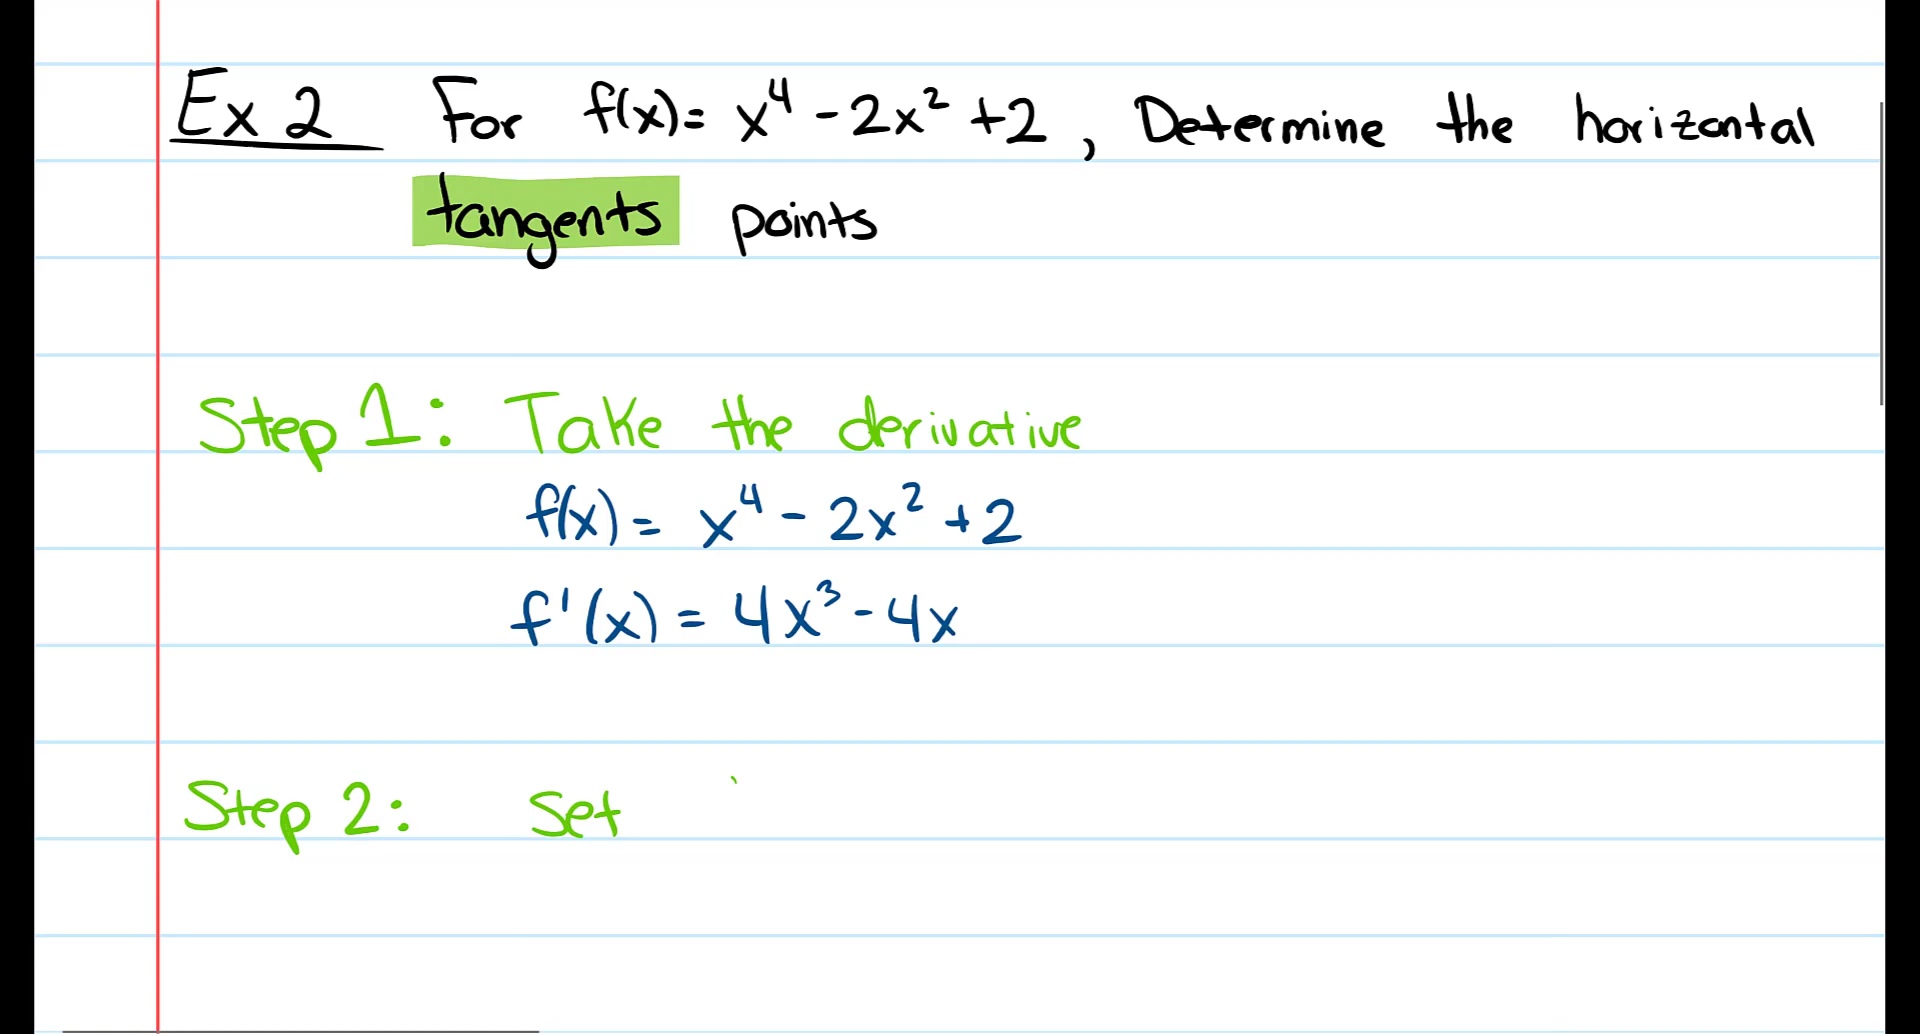 Ex 2 For f(x)= x⁴ - 2x² + 2, Determine the horizontal
tangents points
Step 1: Take the derivative
f(x) = x⁴ - 2x² + 2
f'(x) = 4x³ - 4x
Step 2: Set